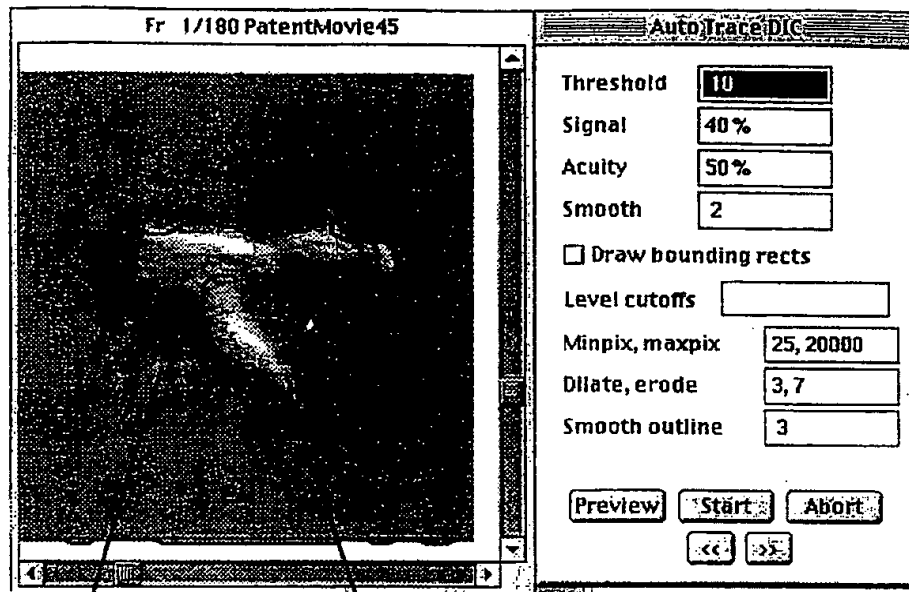 Fr 1/180 PatentMovie45
Auto Trace DIC
Threshold 10
Signal 40%
Acuity 50%
Smooth 2
Draw bounding rects
Level cutoffs
Minpix, maxpix 25, 20000
Dilate, erode 3, 7
Smooth outline 3
Preview Start Abort
<< >>